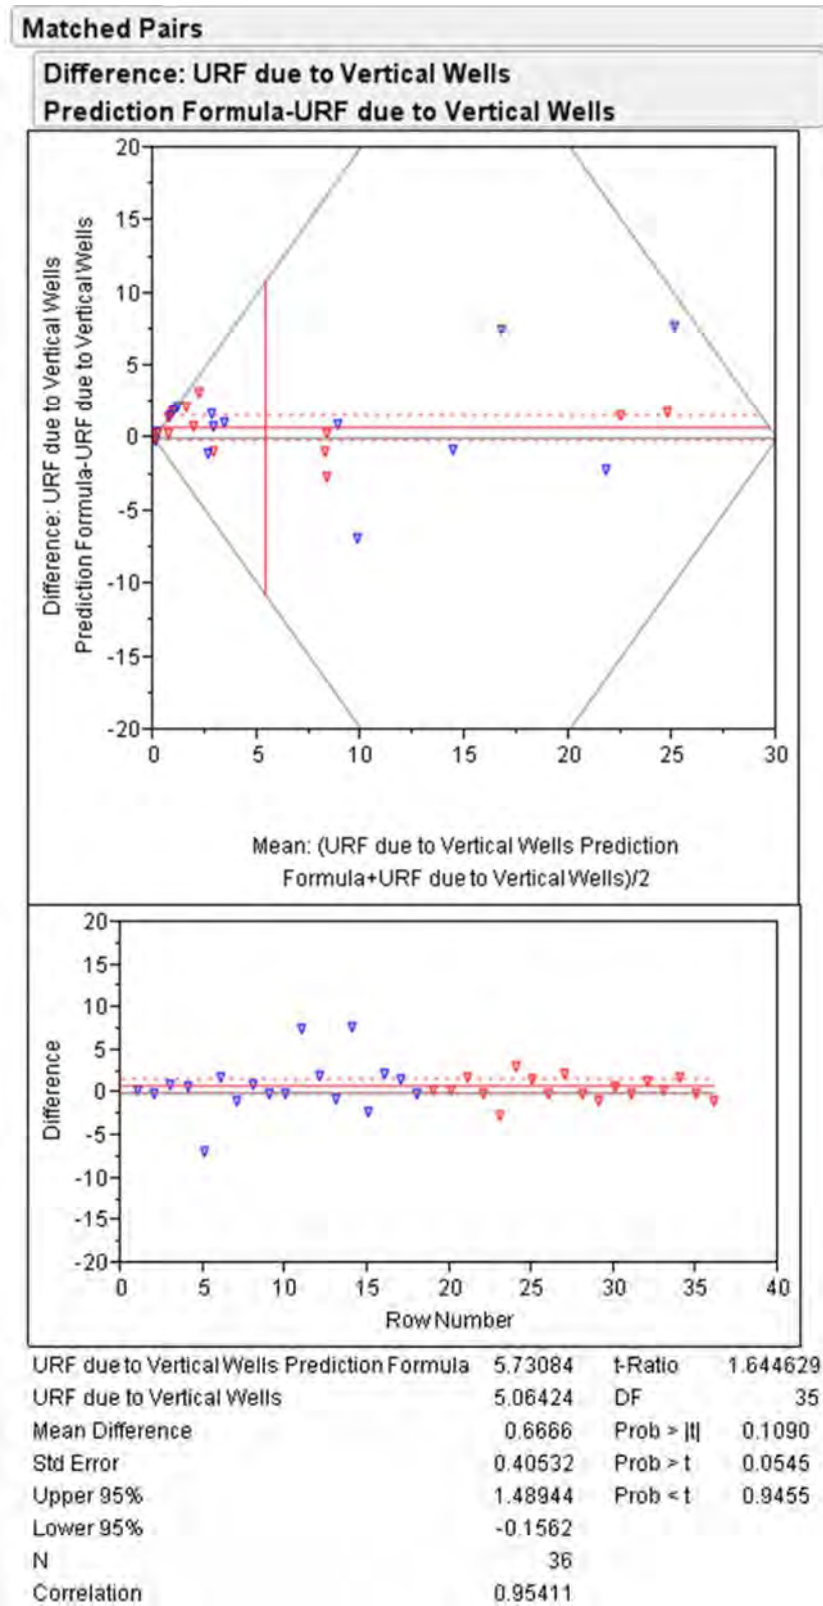 Matched Pairs
Difference: URF due to Vertical Wells
Prediction Formula-URF due to Vertical Wells
Difference: URF due to Vertical Wells
Prediction Formula-URF due to Vertical Wells
20
15
10
5
0
-5
-10
-15
-20
0 5 10 15 20 25 30
Mean: (URF due to Vertical Wells Prediction
Formula+URF due to Vertical Wells)/2
Difference
20
15
10
5
0
-5
-10
-15
-20
0 5 10 15 20 25 30 35 40
Row Number
URF due to Vertical Wells Prediction Formula 5.73084 t-Ratio 1.644629
URF due to Vertical Wells 5.06424 DF 35
Mean Difference 0.6666 Prob > |t| 0.1090
Std Error 0.40532 Prob > t 0.0545
Upper 95% 1.48944 Prob < t 0.9455
Lower 95% -0.1562
N 36
Correlation 0.95411